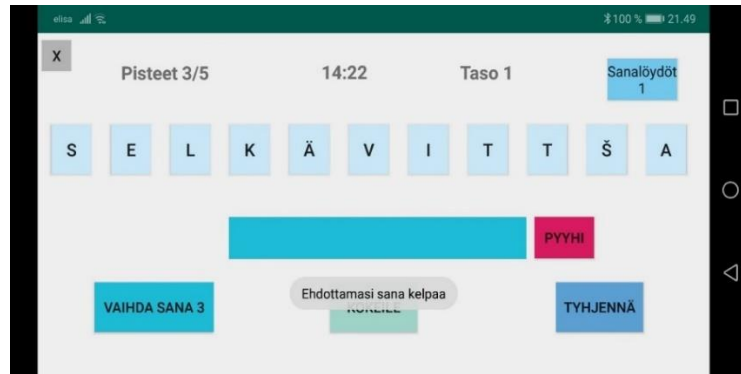 elisa 100 % 21.49
X Pisteet 3/5 14:22 Taso 1 Sanalöydöt
1
S E L K Ä V I T T Š A
PYYHI
Ehdottamasi sana kelpaa
VAIHDA SANA 3 KOKEILE TYHJENNÄ